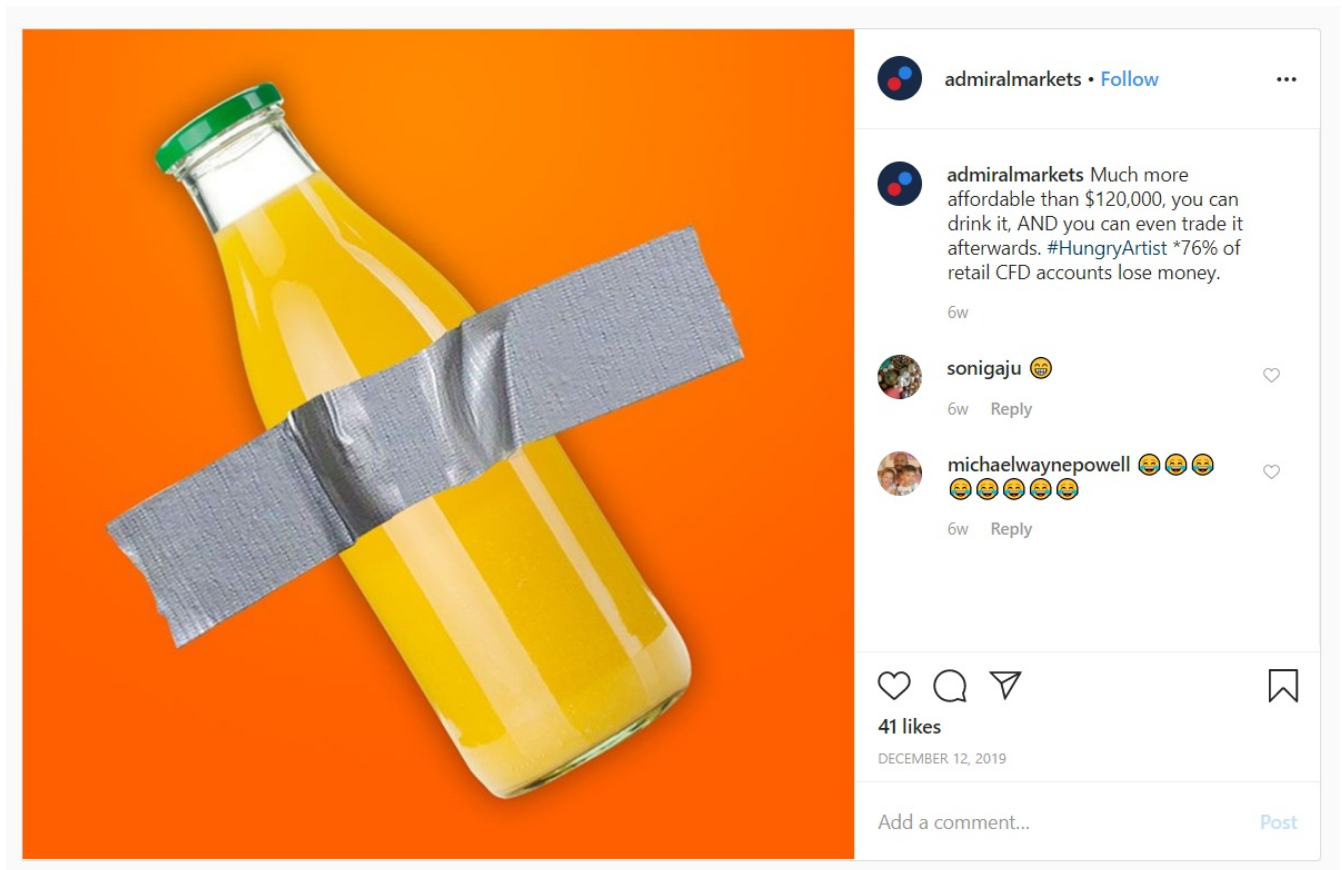 admiralmarkets • Follow
admiralmarkets Much more
affordable than $120,000, you can
drink it, AND you can even trade it
afterwards. #HungryArtist *76% of
retail CFD accounts lose money.
6w
sonigaju 😁
6w Reply
michaelwaynepowell 😂😂😂
😂😂😂😂😂
6w Reply
41 likes
DECEMBER 12, 2019
Add a comment... Post